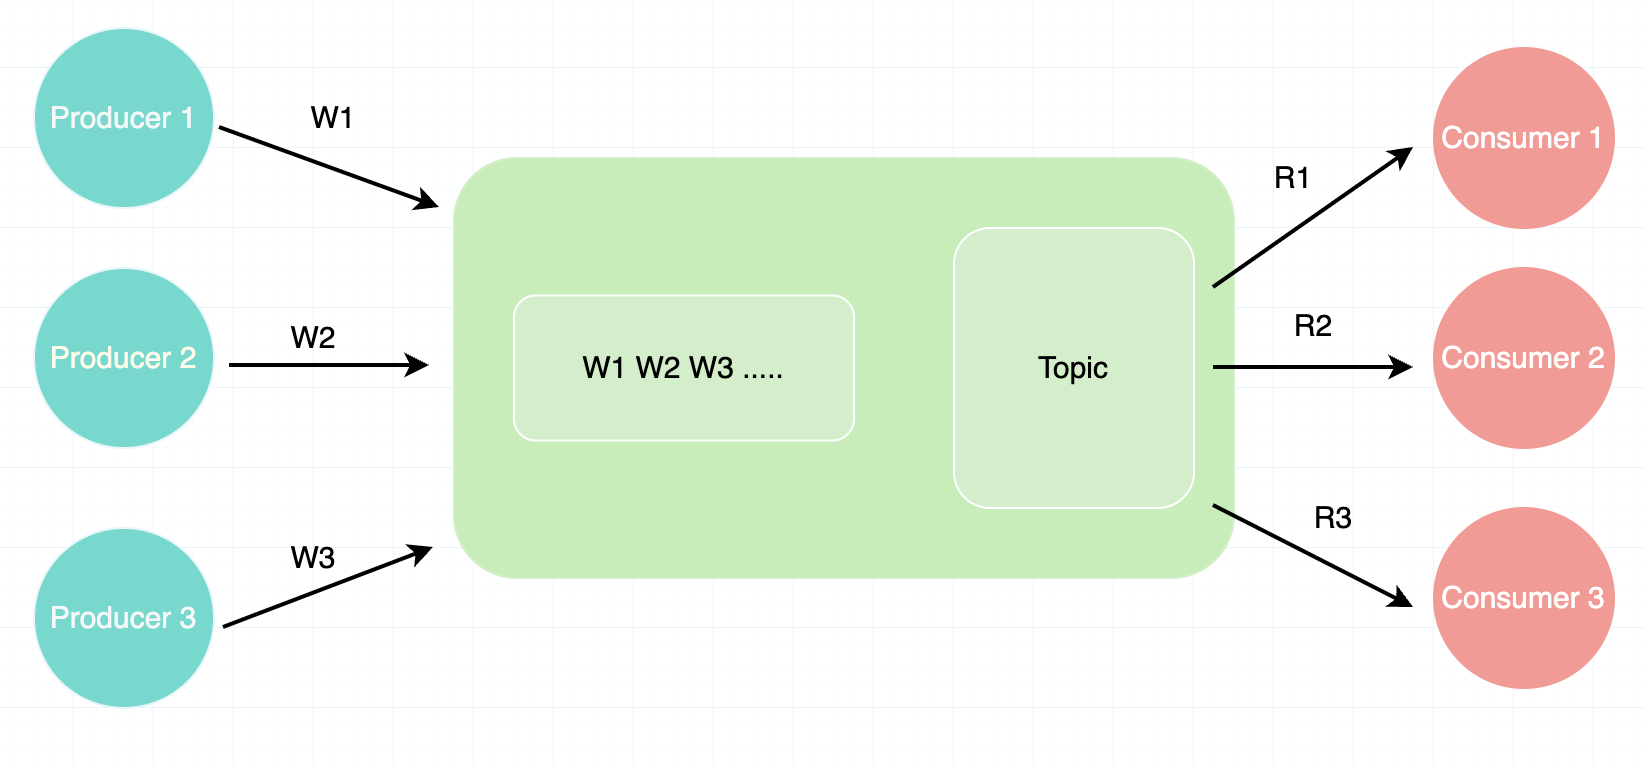 Producer 1
W1
Producer 2
W2
Producer 3
W3
W1 W2 W3 .....
Topic
R1
Consumer 1
R2
Consumer 2
R3
Consumer 3